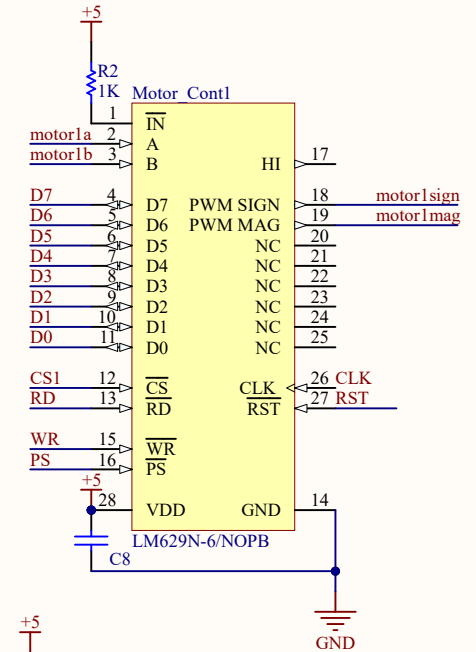 +5
R2
1K
Motor_Cont1
1 IN
motor1a 2 A
motor1b 3 B HI 17
D7 4 D7 PWM SIGN 18 motor1sign
D6 5 D6 PWM MAG 19 motor1mag
D5 6 D5 NC 20
D4 7 D4 NC 21
D3 8 D3 NC 22
D2 9 D2 NC 23
D1 10 D1 NC 24
D0 11 D0 NC 25
CS1 12 CS CLK 26 CLK
RD 13 RD RST 27 RST
WR 15 WR
PS 16 PS
+5
28 VDD GND 14
LM629N-6/NOPB
C8
+5
GND